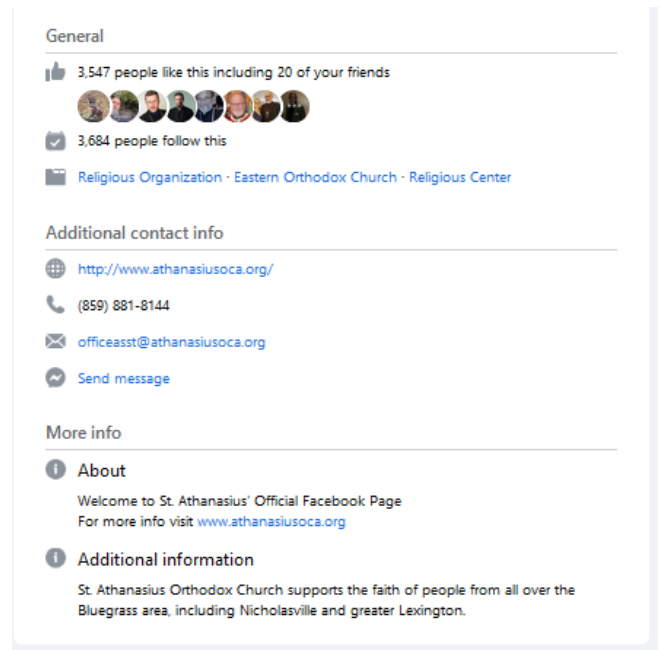 General
3,547 people like this including 20 of your friends
3,684 people follow this
Religious Organization · Eastern Orthodox Church · Religious Center
Additional contact info
http://www.athanasiusoca.org/
(859) 881-8144
officeasst@athanasiusoca.org
Send message
More info
About
Welcome to St. Athanasius' Official Facebook Page
For more info visit www.athanasiusoca.org
Additional information
St. Athanasius Orthodox Church supports the faith of people from all over the
Bluegrass area, including Nicholasville and greater Lexington.